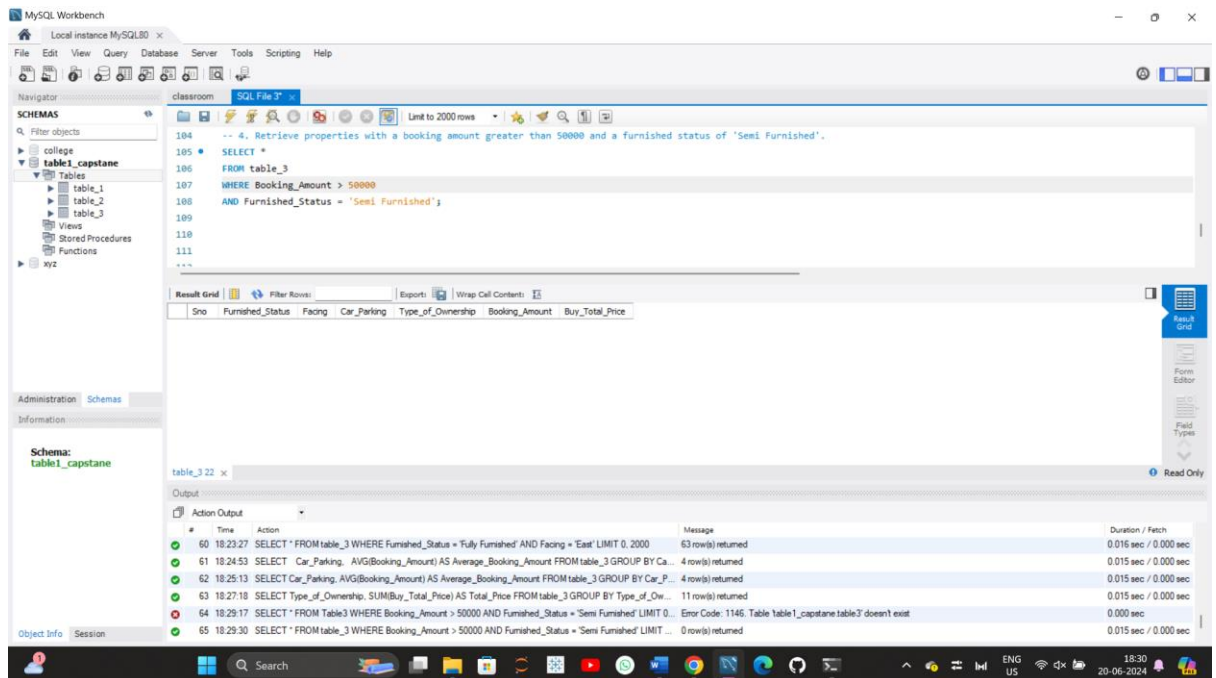 MySQL Workbench
Local instance MySQL80
File Edit View Query Database Server Tools Scripting Help
Navigator
SCHEMAS
Filter objects
college
table1_capstane
Tables
table_1
table_2
table_3
Views
Stored Procedures
Functions
xyz
Administration Schemas
Information
Schema:
table1_capstane
Object Info Session
classroom SQL File 3*
Limit to 2000 rows
104 -- 4. Retrieve properties with a booking amount greater than 50000 and a furnished status of 'Semi Furnished'.
105 SELECT *
106 FROM table_3
107 WHERE Booking_Amount > 50000
108 AND Furnished_Status = 'Semi Furnished';
109
110
111
Result Grid Filter Rows: Export: Wrap Cell Content:
Sno Furnished_Status Facing Car_Parking Type_of_Ownership Booking_Amount Buy_Total_Price
Result Grid
Form Editor
Field Types
table_3 22 Read Only
Output
Action Output
# Time Action Message Duration / Fetch
60 18:23:27 SELECT * FROM table_3 WHERE Furnished_Status = 'Fully Furnished' AND Facing = 'East' LIMIT 0, 2000 63 row(s) returned 0.016 sec / 0.000 sec
61 18:24:53 SELECT Car_Parking, AVG(Booking_Amount) AS Average_Booking_Amount FROM table_3 GROUP BY Ca... 4 row(s) returned 0.015 sec / 0.000 sec
62 18:25:13 SELECT Car_Parking, AVG(Booking_Amount) AS Average_Booking_Amount FROM table_3 GROUP BY Car_P... 4 row(s) returned 0.015 sec / 0.000 sec
63 18:27:18 SELECT Type_of_Ownership, SUM(Buy_Total_Price) AS Total_Price FROM table_3 GROUP BY Type_of_Ow... 11 row(s) returned 0.015 sec / 0.000 sec
64 18:29:17 SELECT * FROM Table3 WHERE Booking_Amount > 50000 AND Furnished_Status = 'Semi Furnished' LIMIT 0... Error Code: 1146. Table 'table1_capstane.table3' doesn't exist 0.000 sec
65 18:29:30 SELECT * FROM table_3 WHERE Booking_Amount > 50000 AND Furnished_Status = 'Semi Furnished' LIMIT ... 0 row(s) returned 0.015 sec / 0.000 sec
Search
ENG
US
18:30
20-06-2024